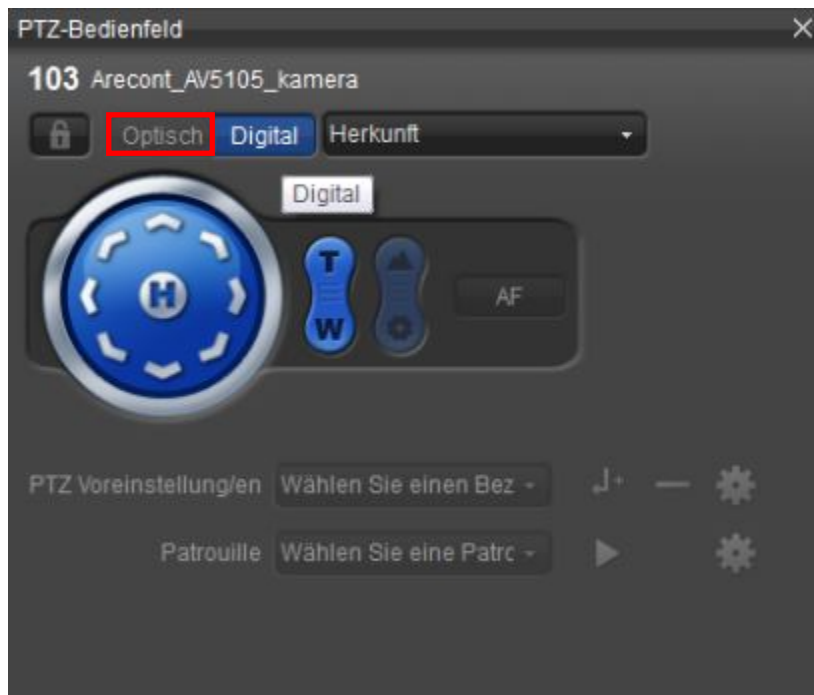 PTZ-Bedienfeld
103 Arecont_AV5105_kamera
Optisch Digital Herkunft
Digital
T
H
AF
W
PTZ Voreinstellung/en Wählen Sie einen Bez
Patrouille Wählen Sie eine Patrc